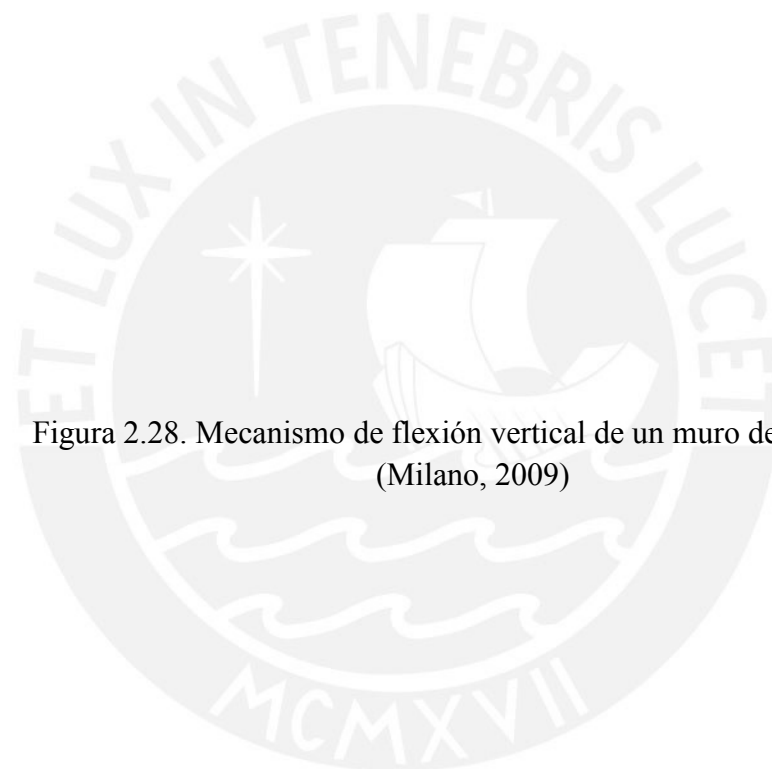 ET LUX IN TENEBRIS LUCET
Figura 2.28. Mecanismo de flexión vertical de un muro de
(Milano, 2009)
MCMXVII